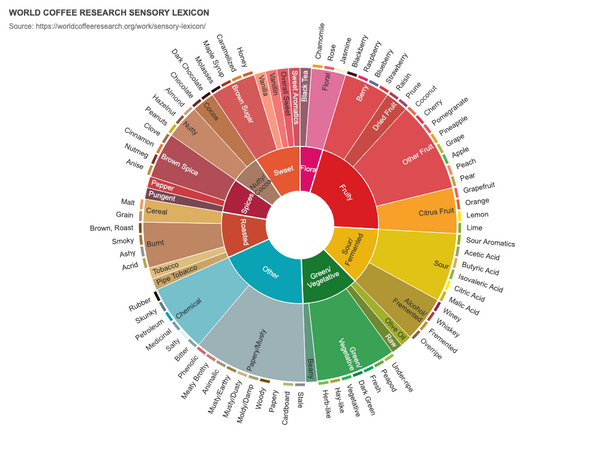 WORLD COFFEE RESEARCH SENSORY LEXICON
Source: https://worldcoffeeresearch.org/work/sensory-lexicon/
Floral
Fruity
Sour/
Fermented
Green/
Vegetative
Other
Roasted
Spices
Nutty/
Cocoa
Sweet
Black Tea
Floral
Berry
Dried Fruit
Other Fruit
Citrus Fruit
Sour
Alcohol/
Fermented
Olive Oil
Raw
Green/
Vegetative
Beany
Papery/Musty
Chemical
Pipe Tobacco
Tobacco
Burnt
Cereal
Pungent
Pepper
Brown Spice
Nutty
Cocoa
Brown Sugar
Vanilla
Vanillin
Overall Sweet
Sweet Aromatics
Chamomile
Rose
Jasmine
Blackberry
Raspberry
Blueberry
Strawberry
Raisin
Prune
Coconut
Cherry
Pomegranate
Pineapple
Grape
Apple
Peach
Pear
Grapefruit
Orange
Lemon
Lime
Sour Aromatics
Acetic Acid
Butyric Acid
Isovaleric Acid
Citric Acid
Malic Acid
Winey
Whiskey
Fermented
Overripe
Under-ripe
Peapod
Fresh
Dark Green
Vegetative
Hay-like
Herb-like
Stale
Cardboard
Papery
Woody
Moldy/Damp
Musty/Dusty
Musty/Earthy
Animalic
Meaty Brothy
Phenolic
Bitter
Salty
Medicinal
Petroleum
Skunky
Rubber
Acrid
Ashy
Smoky
Brown, Roast
Grain
Malt
Anise
Nutmeg
Cinnamon
Clove
Peanuts
Hazelnut
Almond
Chocolate
Dark Chocolate
Molasses
Maple Syrup
Caramelized
Honey